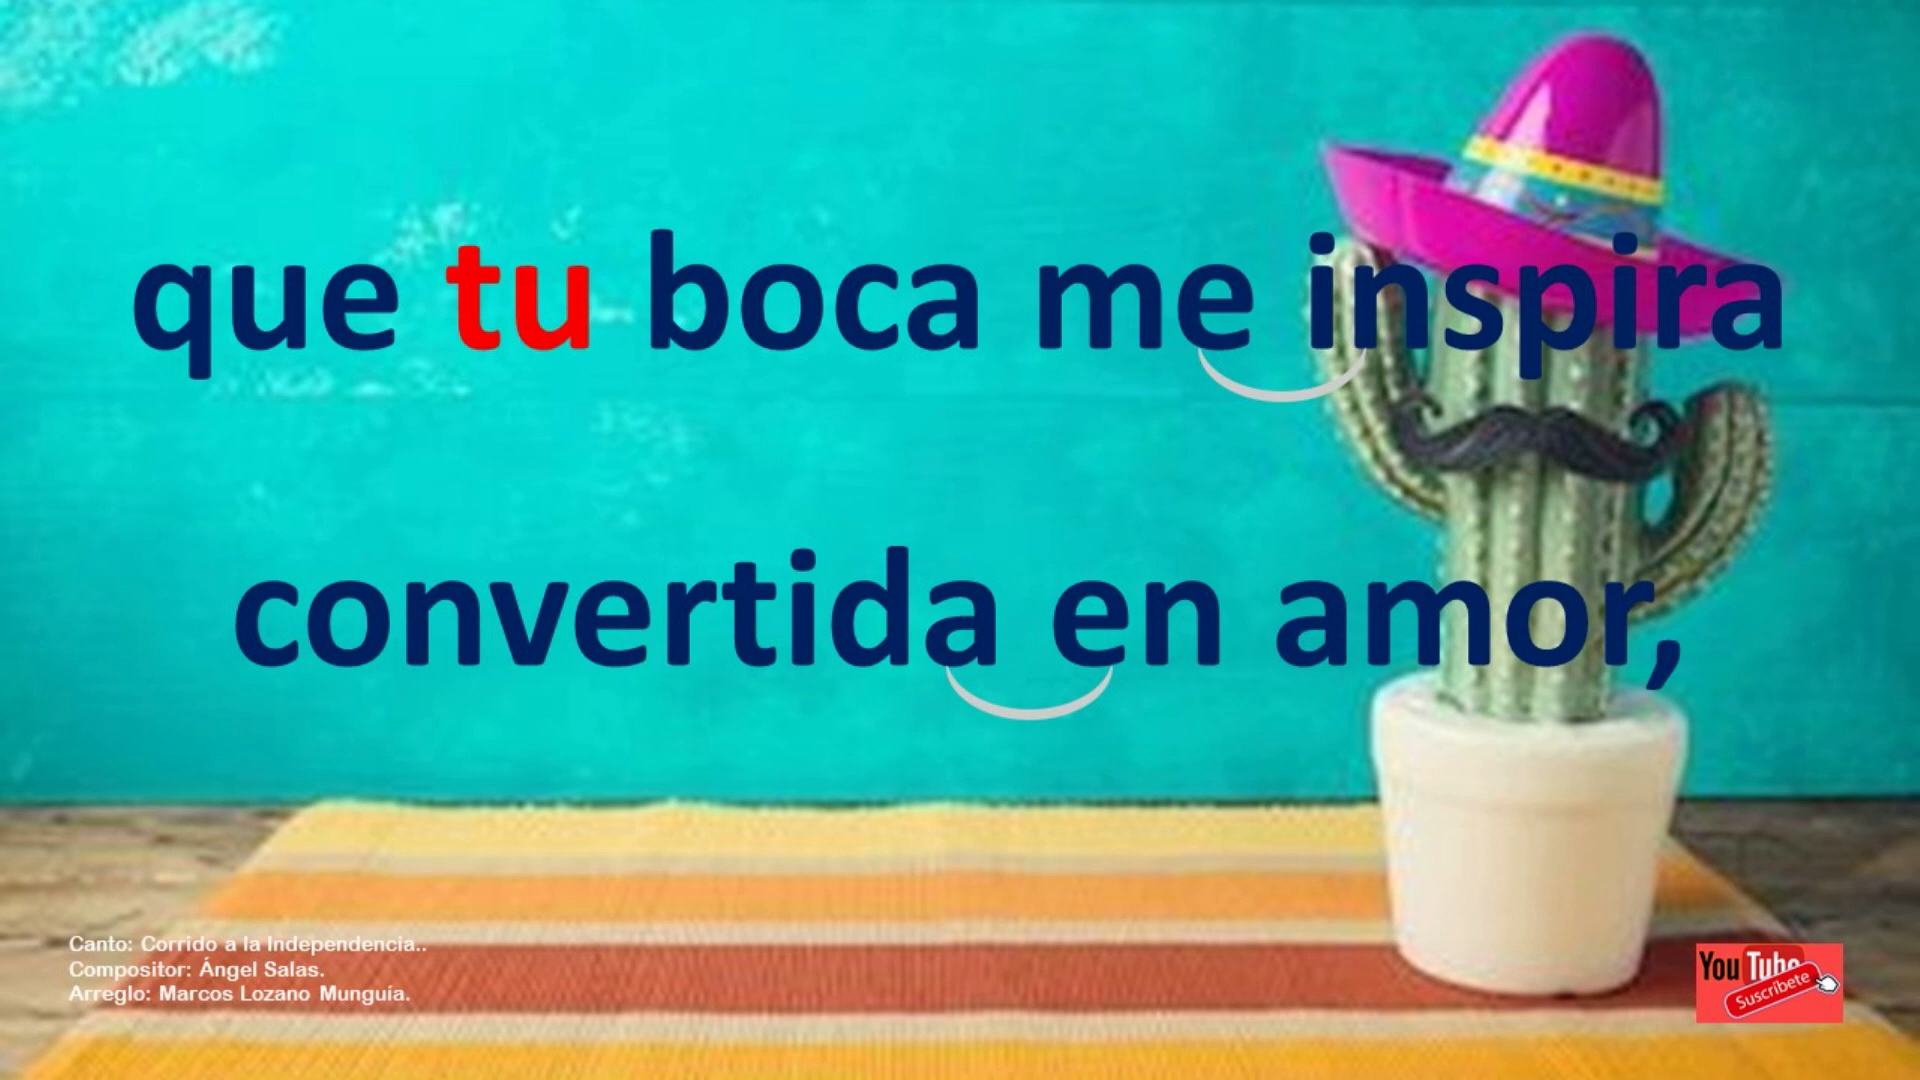 que tu boca me inspira
convertida en amor,
Canto: Corrido a la Independencia..
Compositor: Ángel Salas.
Arreglo: Marcos Lozano Munguía.
You Tube
Suscríbete